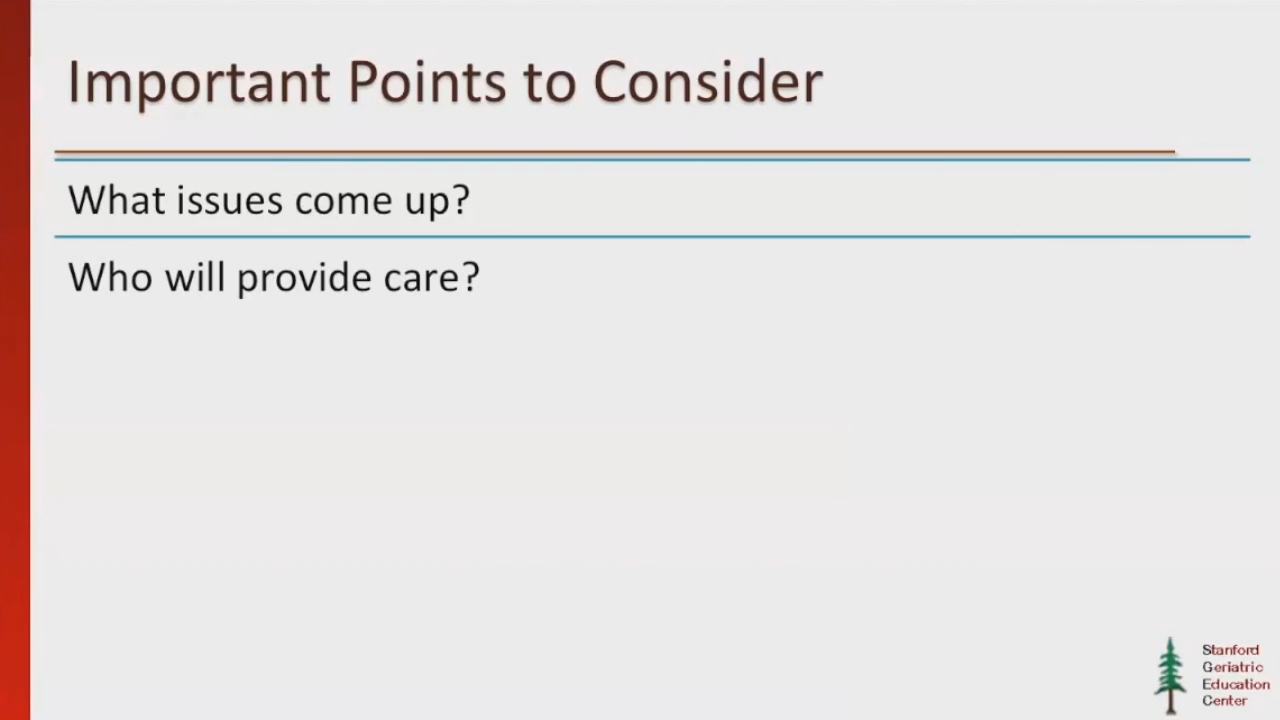 Important Points to Consider
What issues come up?
Who will provide care?
Stanford
Geriatric
Education
Center